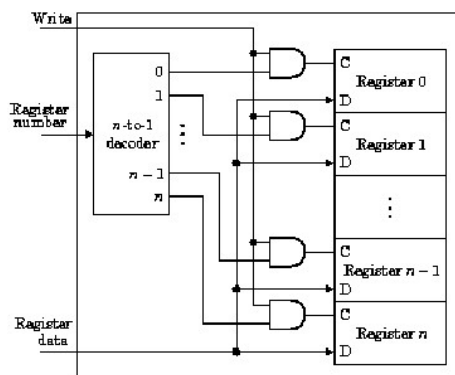 Write
0
1
Register
number
n-to-1
decoder
⋮
n – 1
n
Register
data
C
Register 0
D
C
Register 1
D
⋮
C
Register n – 1
D
C
Register n
D